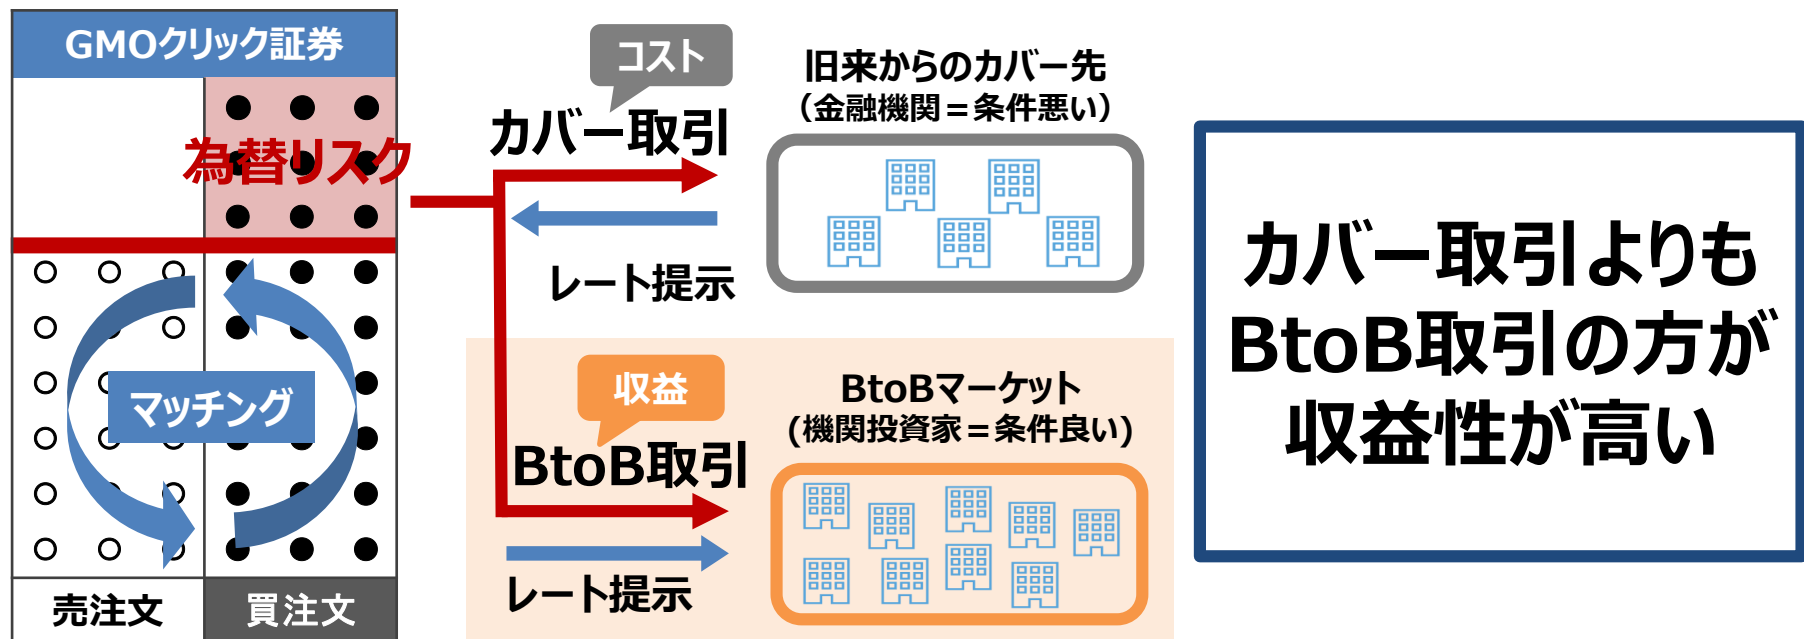 GMOクリック証券
為替リスク
マッチング
売注文
買注文
コスト
カバー取引
レート提示
旧来からのカバー先
（金融機関＝条件悪い）
収益
BtoB取引
レート提示
BtoBマーケット
(機関投資家＝条件良い)
カバー取引よりも
BtoB取引の方が
収益性が高い